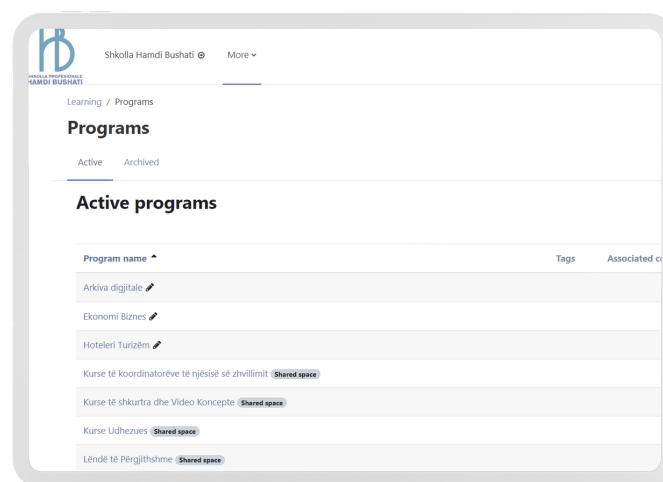 SHKOLLA PROFESIONALE
HAMDI BUSHATI
Shkolla Hamdi Bushati More
Learning / Programs
Programs
Active Archived
Active programs
Program name Tags Associated co
Arkiva digjitale
Ekonomi Biznes
Hoteleri Turizëm
Kurse të koordinatorëve të njësisë së zhvillimit Shared space
Kurse të shkurtra dhe Video Koncepte Shared space
Kurse Udhezues Shared space
Lëndë të Përgjithshme Shared space